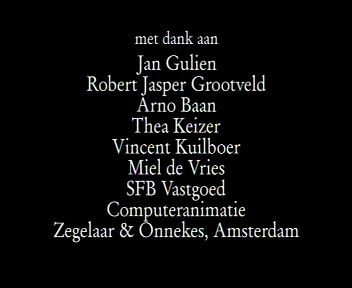 met dank aan
Jan Gulien
Robert Jasper Grootveld
Arno Baan
Thea Keizer
Vincent Kuilboer
Miel de Vries
SFB Vastgoed
Computeranimatie
Zegelaar & Onnekes, Amsterdam